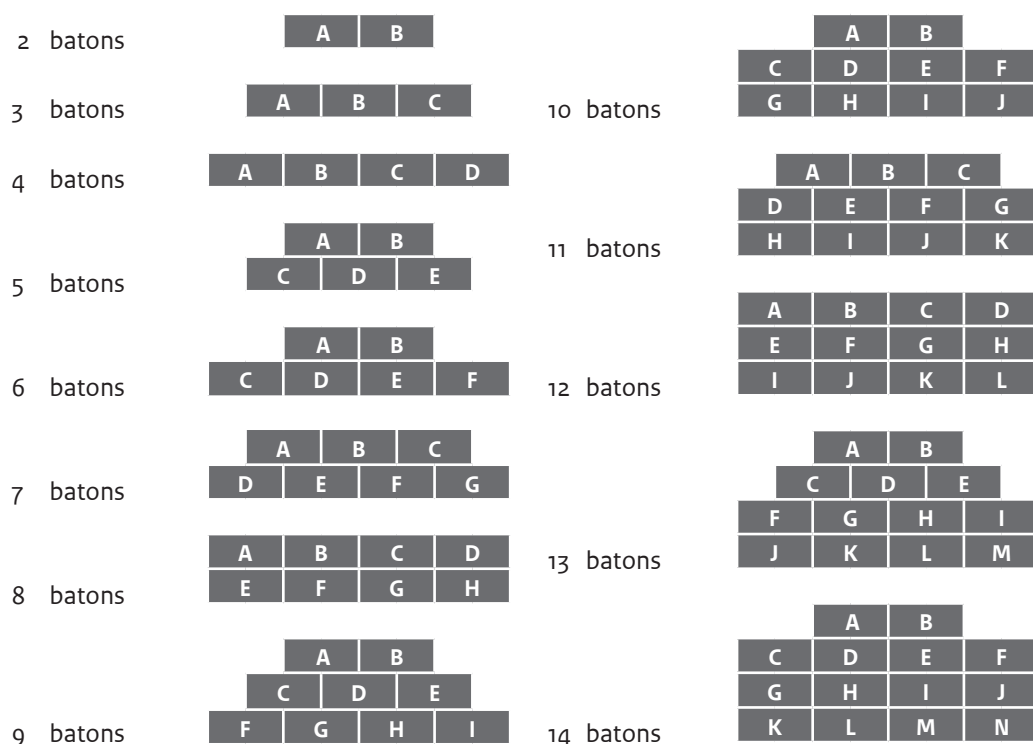 A B
2 batons
A B C
3 batons
A B C D
4 batons
A B
C D E
5 batons
A B
C D E F
6 batons
A B C
D E F G
7 batons
A B C D
E F G H
8 batons
A B
C D E
F G H I
9 batons
A B
C D E F
G H I J
10 batons
A B C
D E F G
H I J K
11 batons
A B C D
E F G H
I J K L
12 batons
A B
C D E
F G H I
J K L M
13 batons
A B
C D E F
G H I J
K L M N
14 batons